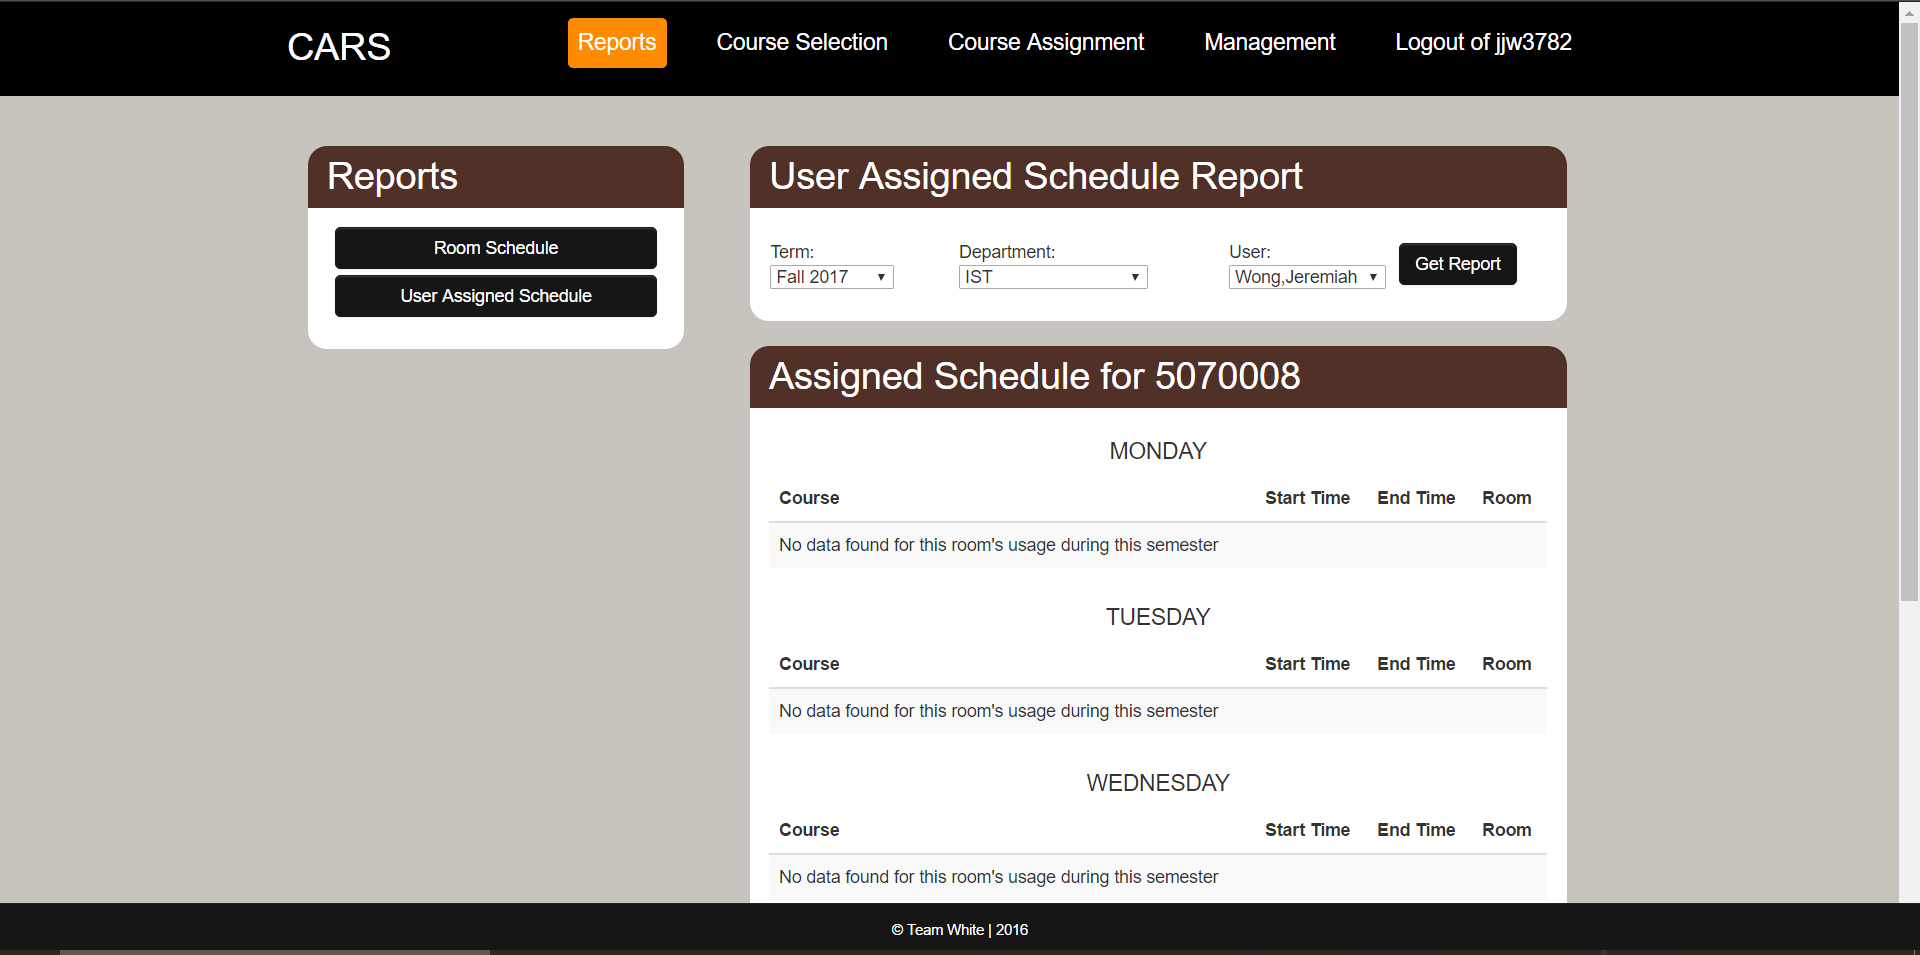 CARS Reports Course Selection Course Assignment Management Logout of jjw3782
Reports
Room Schedule
User Assigned Schedule
User Assigned Schedule Report
Term: Department: User:
Fall 2017 IST Wong,Jeremiah Get Report
Assigned Schedule for 5070008
MONDAY
Course Start Time End Time Room
No data found for this room's usage during this semester
TUESDAY
Course Start Time End Time Room
No data found for this room's usage during this semester
WEDNESDAY
Course Start Time End Time Room
No data found for this room's usage during this semester
© Team White | 2016